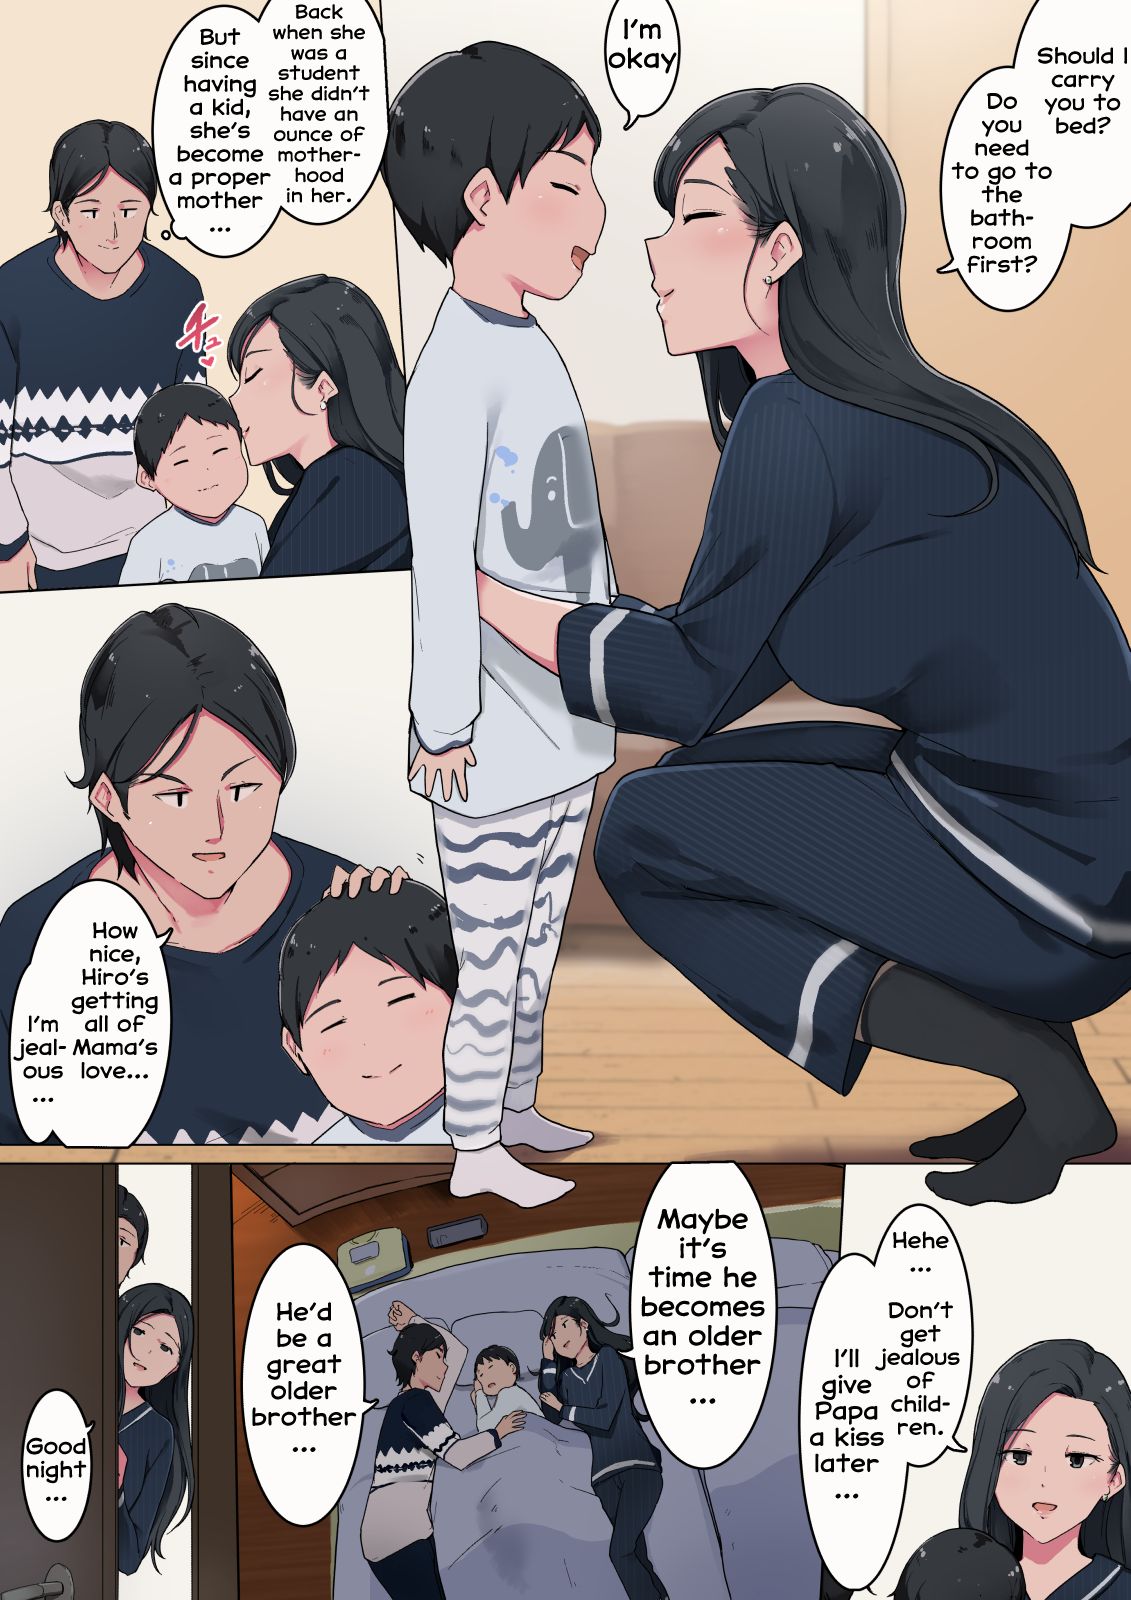 Should I
carry
you to
bed?
Do
you
need
to go to
the
bath-
room
first?
I'm
okay
Back
when she
was a
student
she didn't
have an
ounce of
mother-
hood
in her.
But
since
having
a kid,
she's
become
a proper
mother
...
チュ♥
How
nice,
Hiro's
getting
all of
Mama's
love...
I'm
jeal-
ous
...
Hehe
...
Don't
get
jealous
of
child-
ren.
I'll
give
Papa
a kiss
later
...
Maybe
it's
time he
becomes
an older
brother
...
He'd
be a
great
older
brother
...
Good
night
...